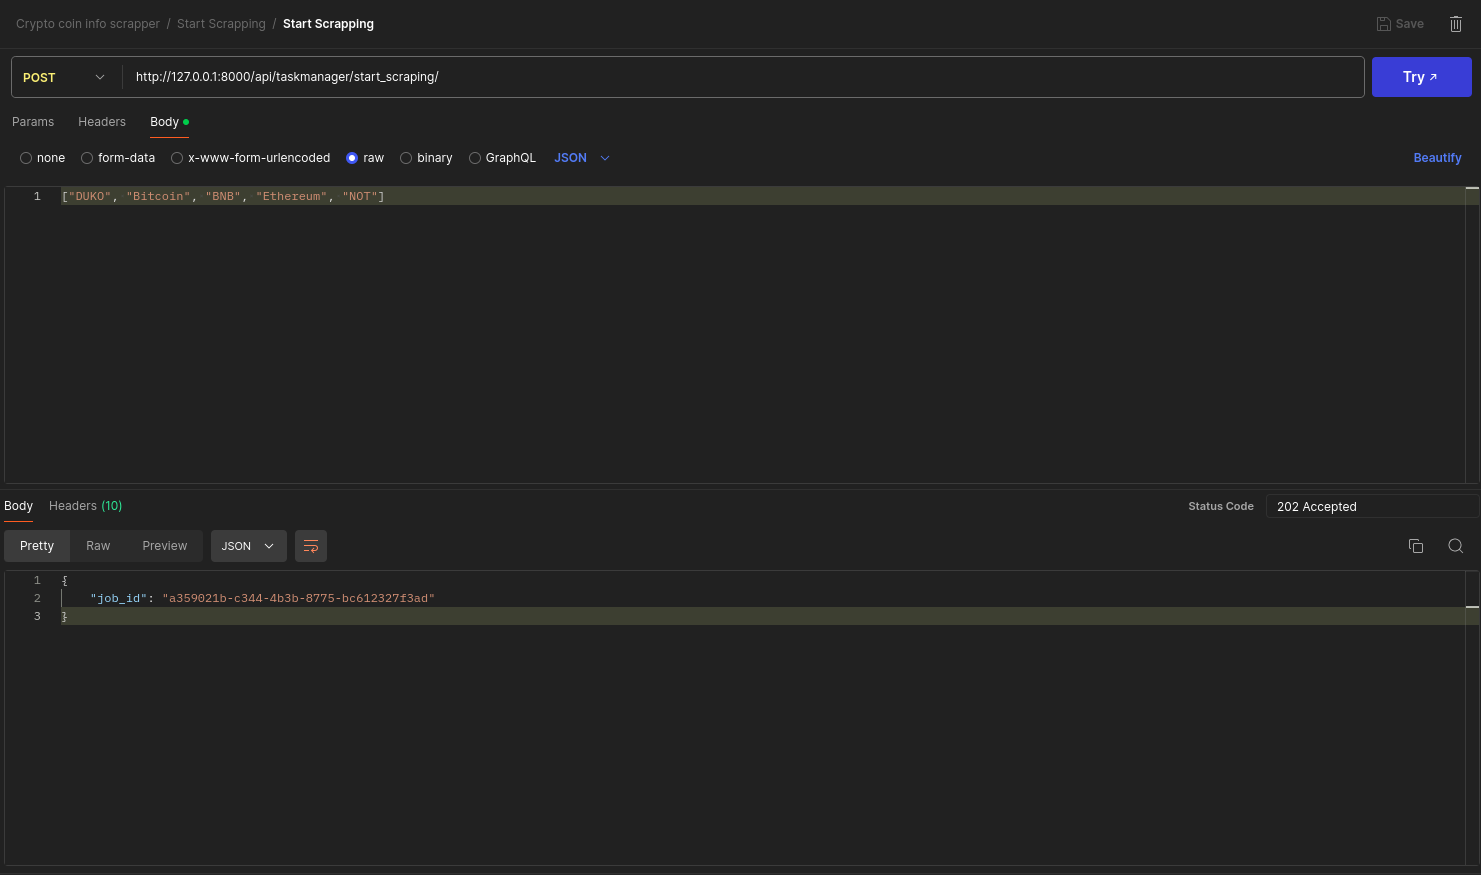 Crypto coin info scrapper / Start Scrapping / Start Scrapping
Save
POST
http://127.0.0.1:8000/api/taskmanager/start_scraping/
Try
Params Headers Body
none form-data x-www-form-urlencoded raw binary GraphQL JSON
Beautify
1 ["DUKO", "Bitcoin", "BNB", "Ethereum", "NOT"]
Body Headers (10)
Status Code 202 Accepted
Pretty Raw Preview JSON
1 {
2 "job_id": "a359021b-c344-4b3b-8775-bc612327f3ad"
3 }